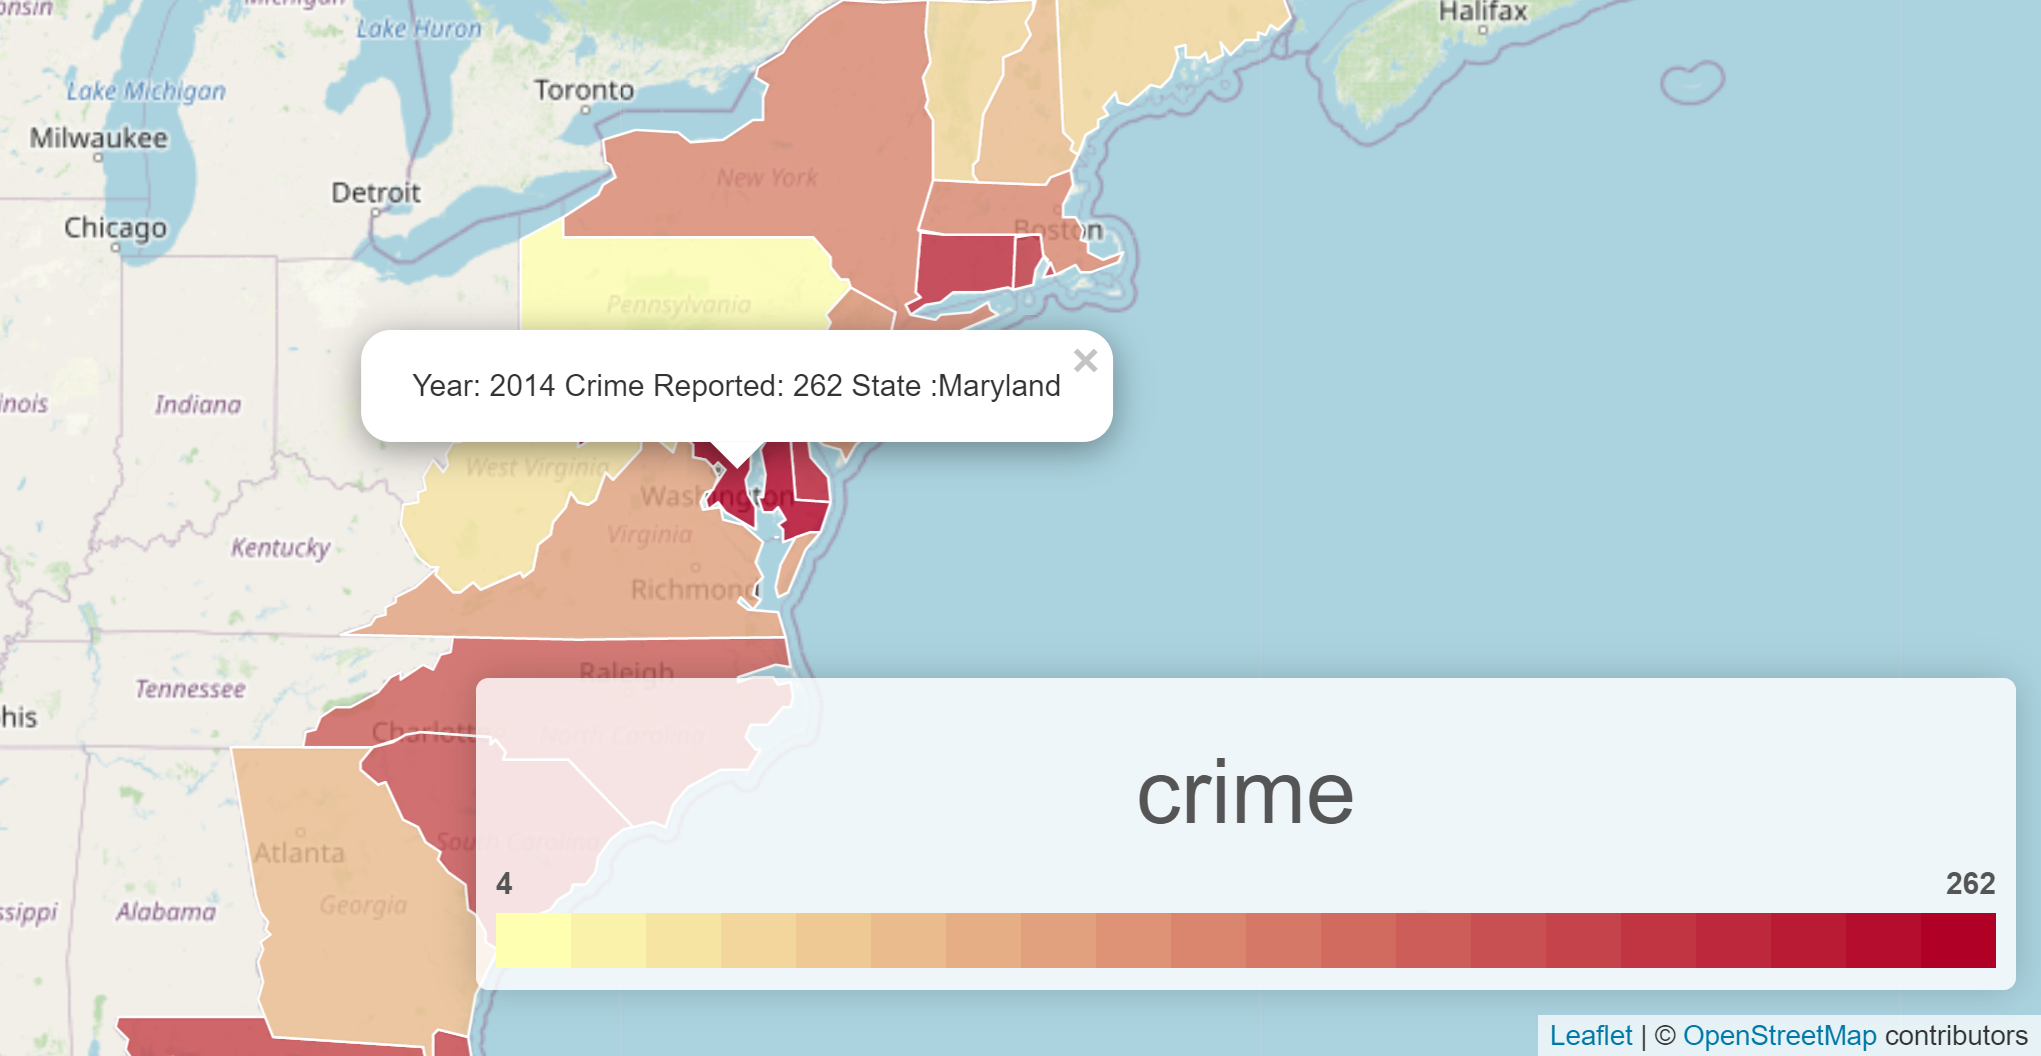 onsin
Michigan
Lake Huron
Halifax
Lake Michigan
Toronto
Milwaukee
New York
Detroit
Chicago
Boston
Pennsylvania
×
Year: 2014 Crime Reported: 262 State :Maryland
inois
Indiana
West Virginia
Washington
Virginia
Kentucky
Richmond
Raleigh
Tennessee
his
Charlotte
North Carolina
crime
South Carolina
Atlanta
4
262
ssippi
Alabama
Georgia
Leaflet | © OpenStreetMap contributors